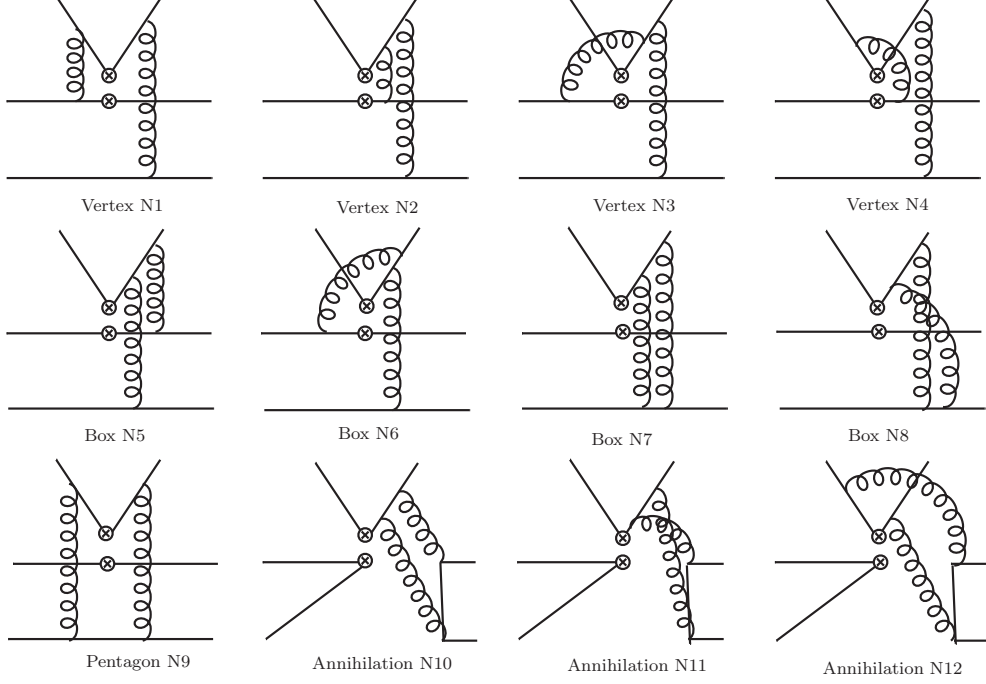 Vertex N1
Vertex N2
Vertex N3
Vertex N4
Box N5
Box N6
Box N7
Box N8
Pentagon N9
Annihilation N10
Annihilation N11
Annihilation N12